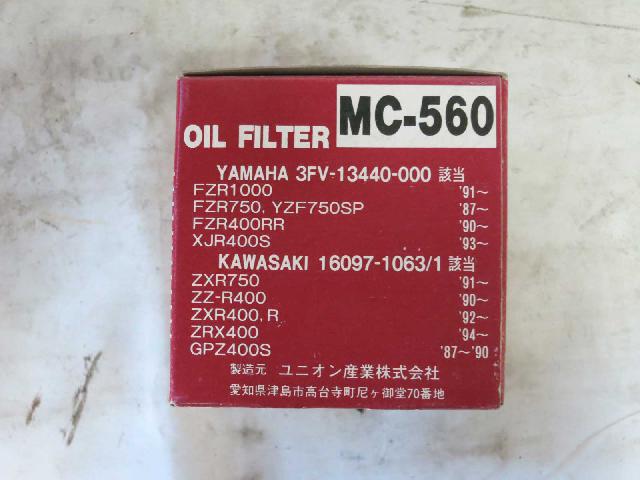 OIL FILTER MC-560
YAMAHA 3FV-13440-000 該当
FZR1000 '91～
FZR750, YZF750SP '87～
FZR400RR '90～
XJR400S '93～
KAWASAKI 16097-1063/1 該当
ZXR750 '91～
ZZ-R400 '90～
ZXR400, R '92～
ZRX400 '94～
GPZ400S '87～'90
製造元 ユニオン産業株式会社
愛知県津島市高台寺町尼ヶ御堂70番地